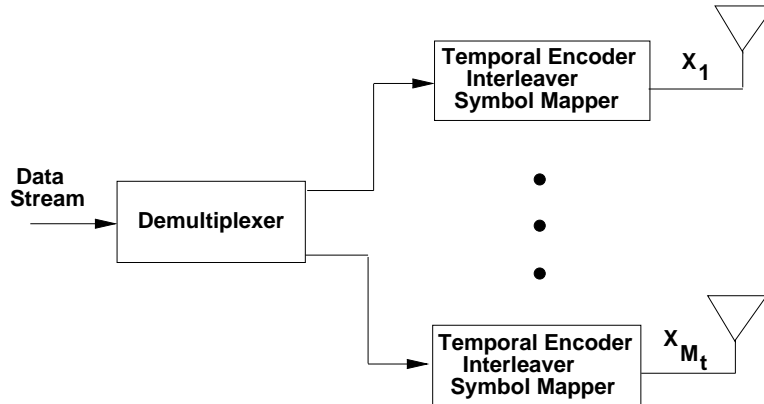 Temporal Encoder
Interleaver
Symbol Mapper
X1
Data
Stream
Demultiplexer
Temporal Encoder
Interleaver
Symbol Mapper
XMt